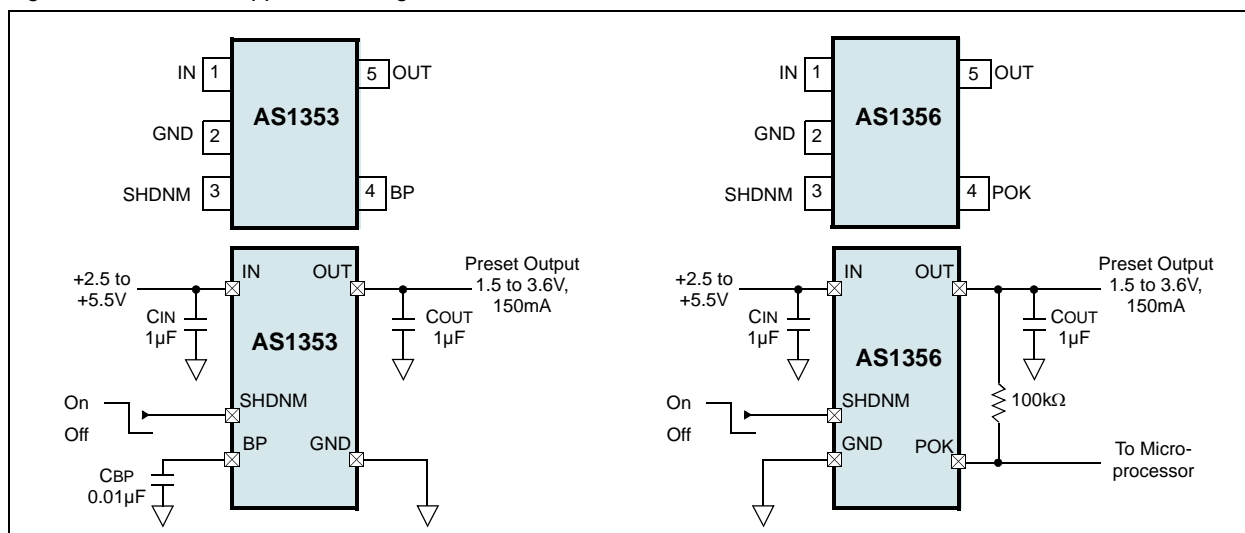 IN 1
5 OUT
AS1353
GND 2
SHDNM 3
4 BP
IN 1
5 OUT
AS1356
GND 2
SHDNM 3
4 POK
+2.5 to
+5.5V
IN
OUT
Preset Output
1.5 to 3.6V,
150mA
CIN
1µF
COUT
1µF
AS1353
On
Off
SHDNM
BP
GND
CBP
0.01µF
+2.5 to
+5.5V
IN
OUT
Preset Output
1.5 to 3.6V,
150mA
CIN
1µF
COUT
1µF
AS1356
100kΩ
On
Off
SHDNM
GND
POK
To Micro-
processor